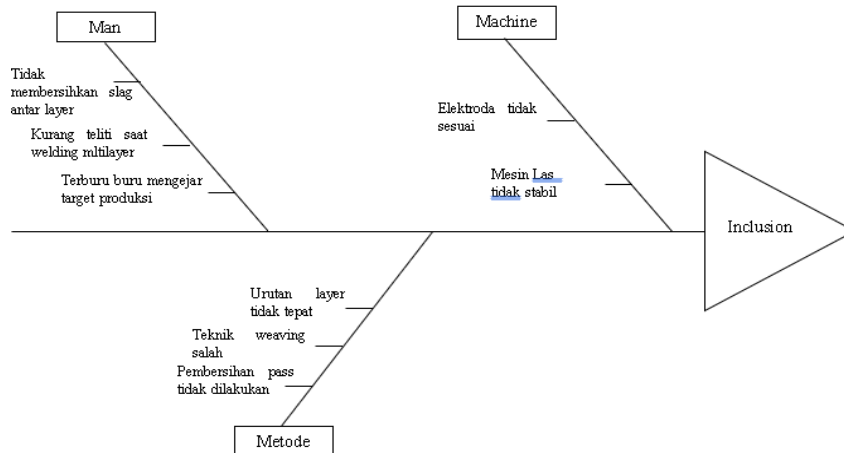 Man
Machine
Tidak
membersihkan slag
antar layer
Kurang teliti saat
welding mltilayer
Terburu buru mengejar
target produksi
Elektroda tidak
sesuai
Mesin Las
tidak stabil
Inclusion
Urutan layer
tidak tepat
Teknik weaving
salah
Pembersihan pass
tidak dilakukan
Metode